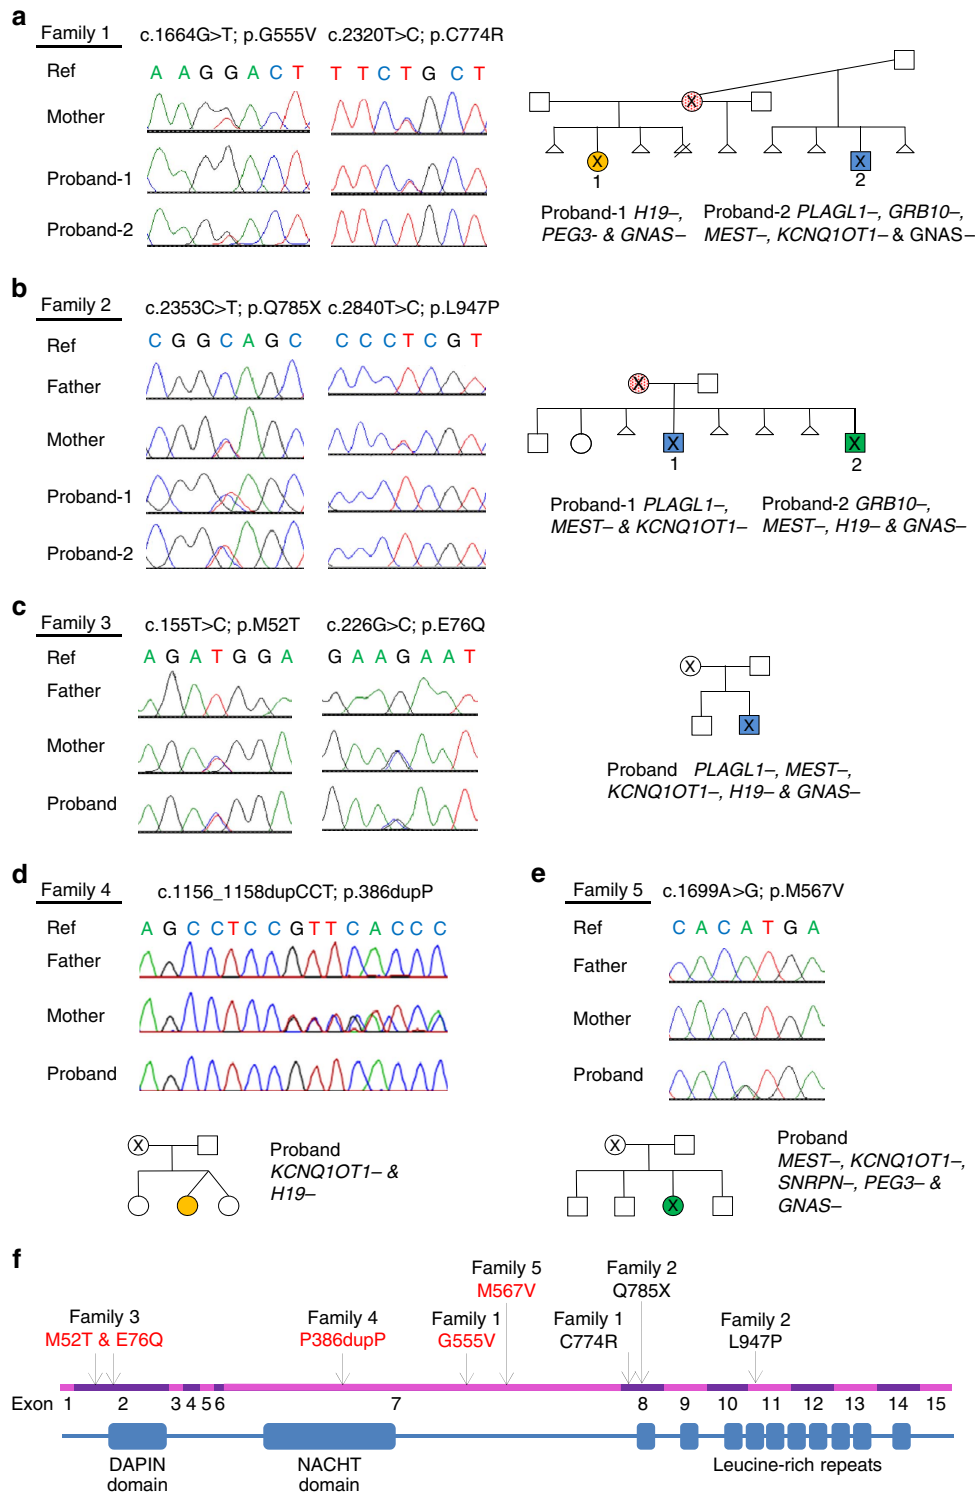 a
Family 1
c.1664G>T; p.G555V c.2320T>C; p.C774R
Ref
A A G G A C T T T C T G C T
Mother
Proband-1
Proband-2
X
X
X
1
2
Proband-1 H19–,
PEG3- & GNAS–
Proband-2 PLAGL1–, GRB10–,
MEST–, KCNQ1OT1– & GNAS–
b
Family 2
c.2353C>T; p.Q785X c.2840T>C; p.L947P
Ref
C G G C A G C C C C T C G T
Father
Mother
Proband-1
Proband-2
X
X
X
1
2
Proband-1 PLAGL1–,
MEST– & KCNQ1OT1–
Proband-2 GRB10–,
MEST–, H19– & GNAS–
c
Family 3
c.155T>C; p.M52T c.226G>C; p.E76Q
Ref
A G A T G G A G A A G A A T
Father
Mother
Proband
X
X
Proband PLAGL1–, MEST–,
KCNQ1OT1–, H19– & GNAS–
d
Family 4
c.1156_1158dupCCT; p.386dupP
Ref
A G C C T C C G T T C A C C C
Father
Mother
Proband
X
Proband
KCNQ1OT1– &
H19–
e
Family 5
c.1699A>G; p.M567V
Ref
C A C A T G A
Father
Mother
Proband
X
X
Proband
MEST–, KCNQ1OT1–,
SNRPN–, PEG3– &
GNAS–
f
Family 3
M52T & E76Q
Family 4
P386dupP
Family 1
G555V
Family 5
M567V
Family 1
C774R
Family 2
Q785X
Family 2
L947P
Exon 1 2 3 4 5 6 7 8 9 10 11 12 13 14 15
DAPIN
domain
NACHT
domain
Leucine-rich repeats